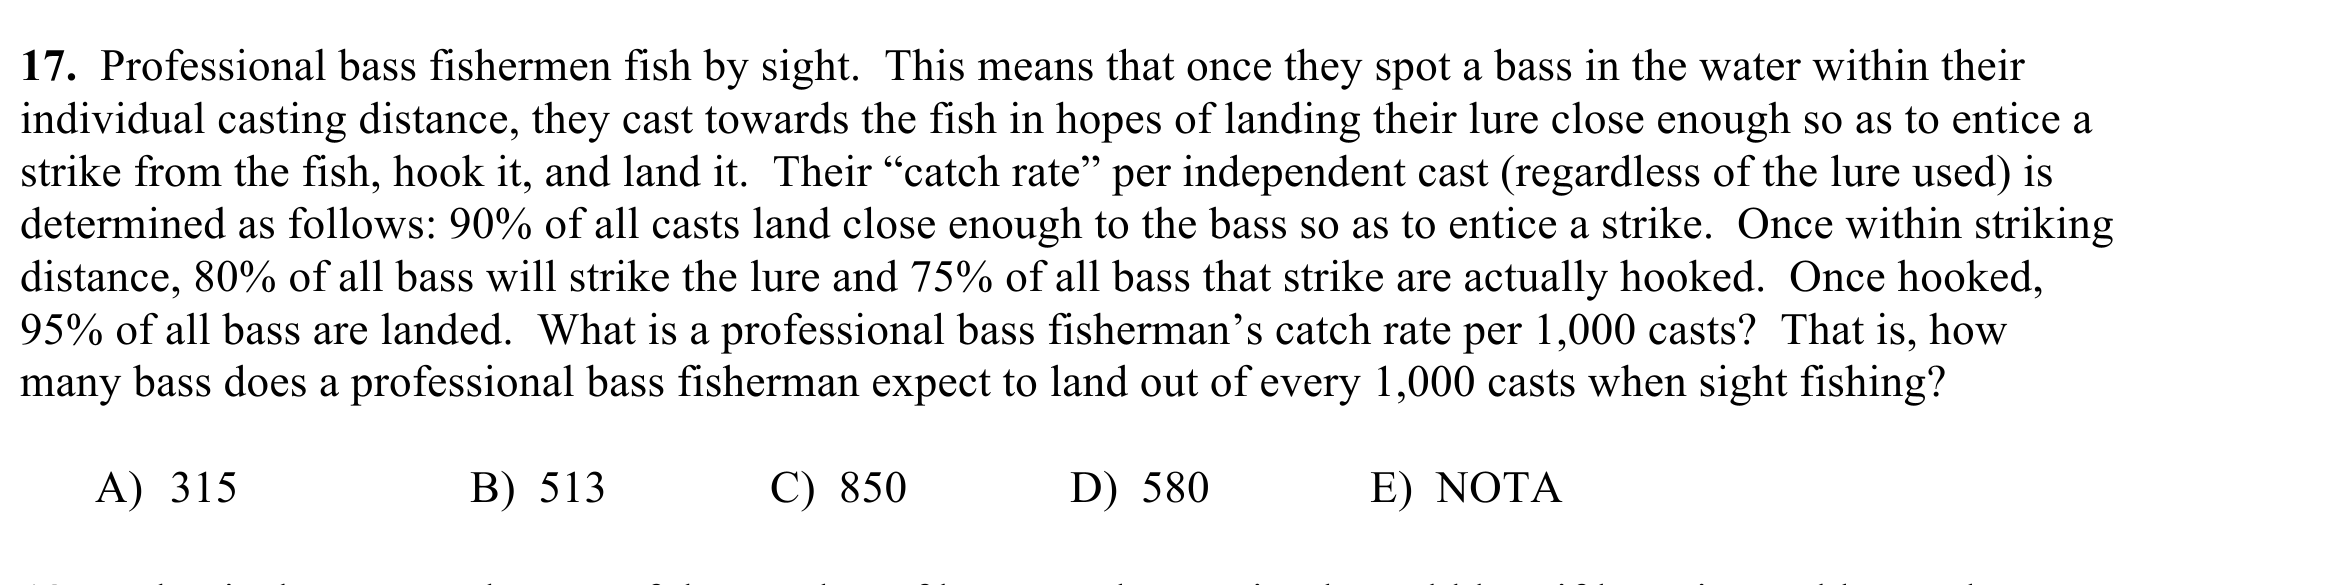 17. Professional bass fishermen fish by sight. This means that once they spot a bass in the water within their
individual casting distance, they cast towards the fish in hopes of landing their lure close enough so as to entice a
strike from the fish, hook it, and land it. Their “catch rate” per independent cast (regardless of the lure used) is
determined as follows: 90% of all casts land close enough to the bass so as to entice a strike. Once within striking
distance, 80% of all bass will strike the lure and 75% of all bass that strike are actually hooked. Once hooked,
95% of all bass are landed. What is a professional bass fisherman’s catch rate per 1,000 casts? That is, how
many bass does a professional bass fisherman expect to land out of every 1,000 casts when sight fishing?
A) 315 B) 513 C) 850 D) 580 E) NOTA